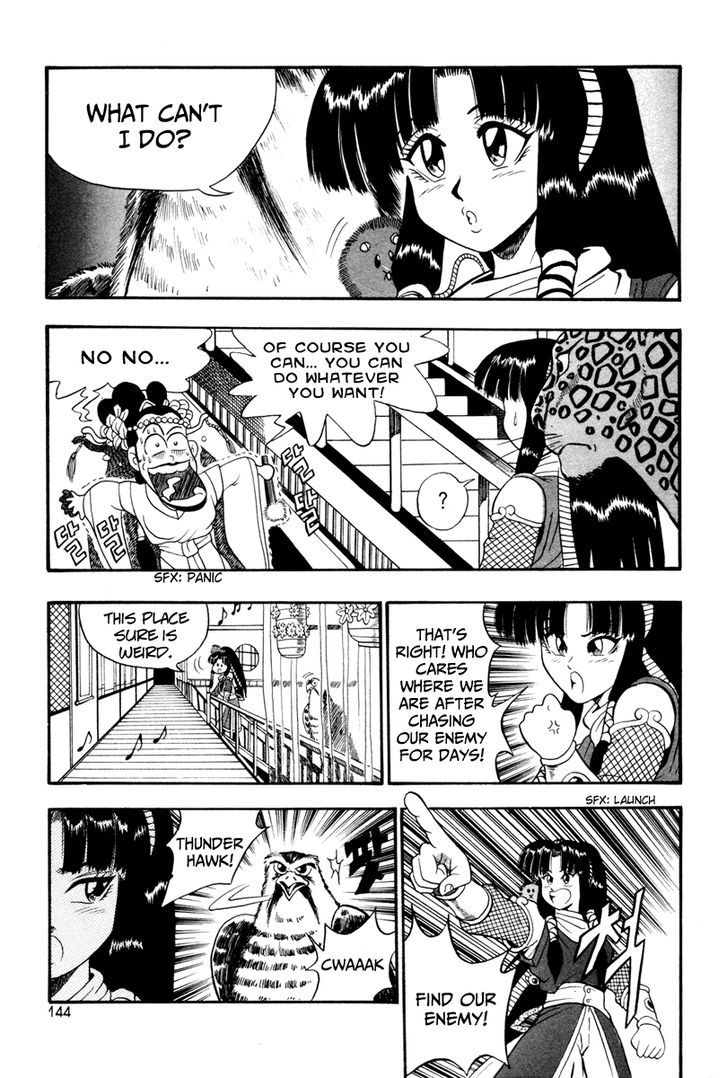 WHAT CAN'T
I DO?
NO NO...
OF COURSE YOU
CAN... YOU CAN
DO WHATEVER
YOU WANT!
?
SFX: PANIC
THIS PLACE
SURE IS
WEIRD.
THAT'S
RIGHT! WHO
CARES
WHERE WE
ARE AFTER
CHASING
OUR ENEMY
FOR DAYS!
SFX: LAUNCH
THUNDER
HAWK!
CWAAAK
FIND OUR
ENEMY!
144